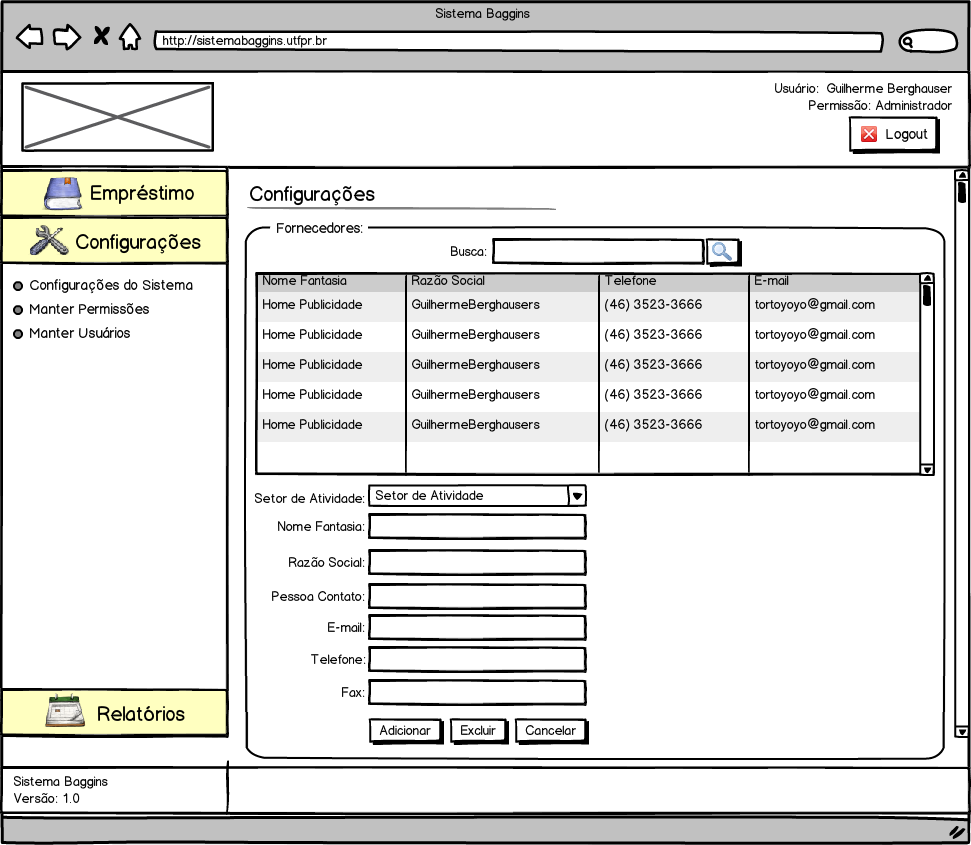 Sistema Baggins
http://sistemabaggins.utfpr.br
Usuário: Guilherme Berghauser
Permissão: Administrador
Logout
Empréstimo
Configurações
Configurações do Sistema
Manter Permissões
Manter Usuários
Relatórios
Configurações
Fornecedores:
Busca:
Nome Fantasia Razão Social Telefone E-mail
Home Publicidade GuilhermeBerghausers (46) 3523-3666 tortoyoyo@gmail.com
Home Publicidade GuilhermeBerghausers (46) 3523-3666 tortoyoyo@gmail.com
Home Publicidade GuilhermeBerghausers (46) 3523-3666 tortoyoyo@gmail.com
Home Publicidade GuilhermeBerghausers (46) 3523-3666 tortoyoyo@gmail.com
Home Publicidade GuilhermeBerghausers (46) 3523-3666 tortoyoyo@gmail.com
Setor de Atividade: Setor de Atividade
Nome Fantasia:
Razão Social:
Pessoa Contato:
E-mail:
Telefone:
Fax:
Adicionar Excluir Cancelar
Sistema Baggins
Versão: 1.0